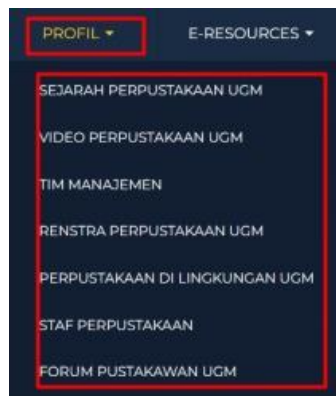 PROFIL
E-RESOURCES
SEJARAH PERPUSTAKAAN UGM
VIDEO PERPUSTAKAAN UGM
TIM MANAJEMEN
RENSTRA PERPUSTAKAAN UGM
PERPUSTAKAAN DI LINGKUNGAN UGM
STAF PERPUSTAKAAN
FORUM PUSTAKAWAN UGM